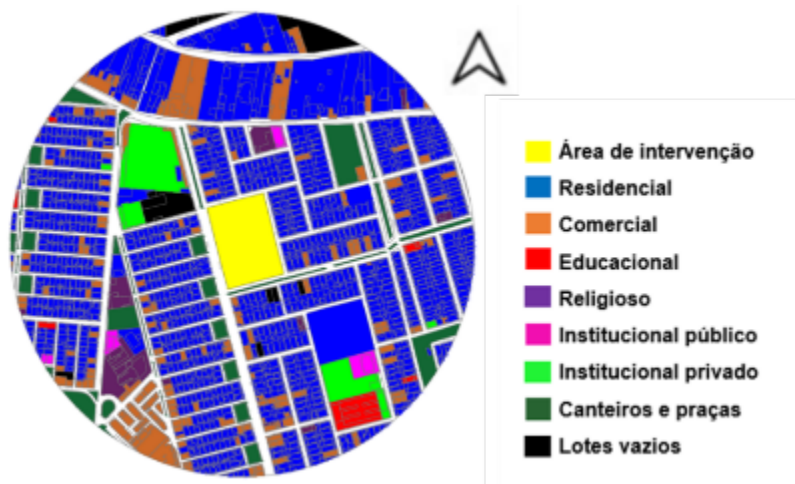 Área de intervenção
Residencial
Comercial
Educacional
Religioso
Institucional público
Institucional privado
Canteiros e praças
Lotes vazios